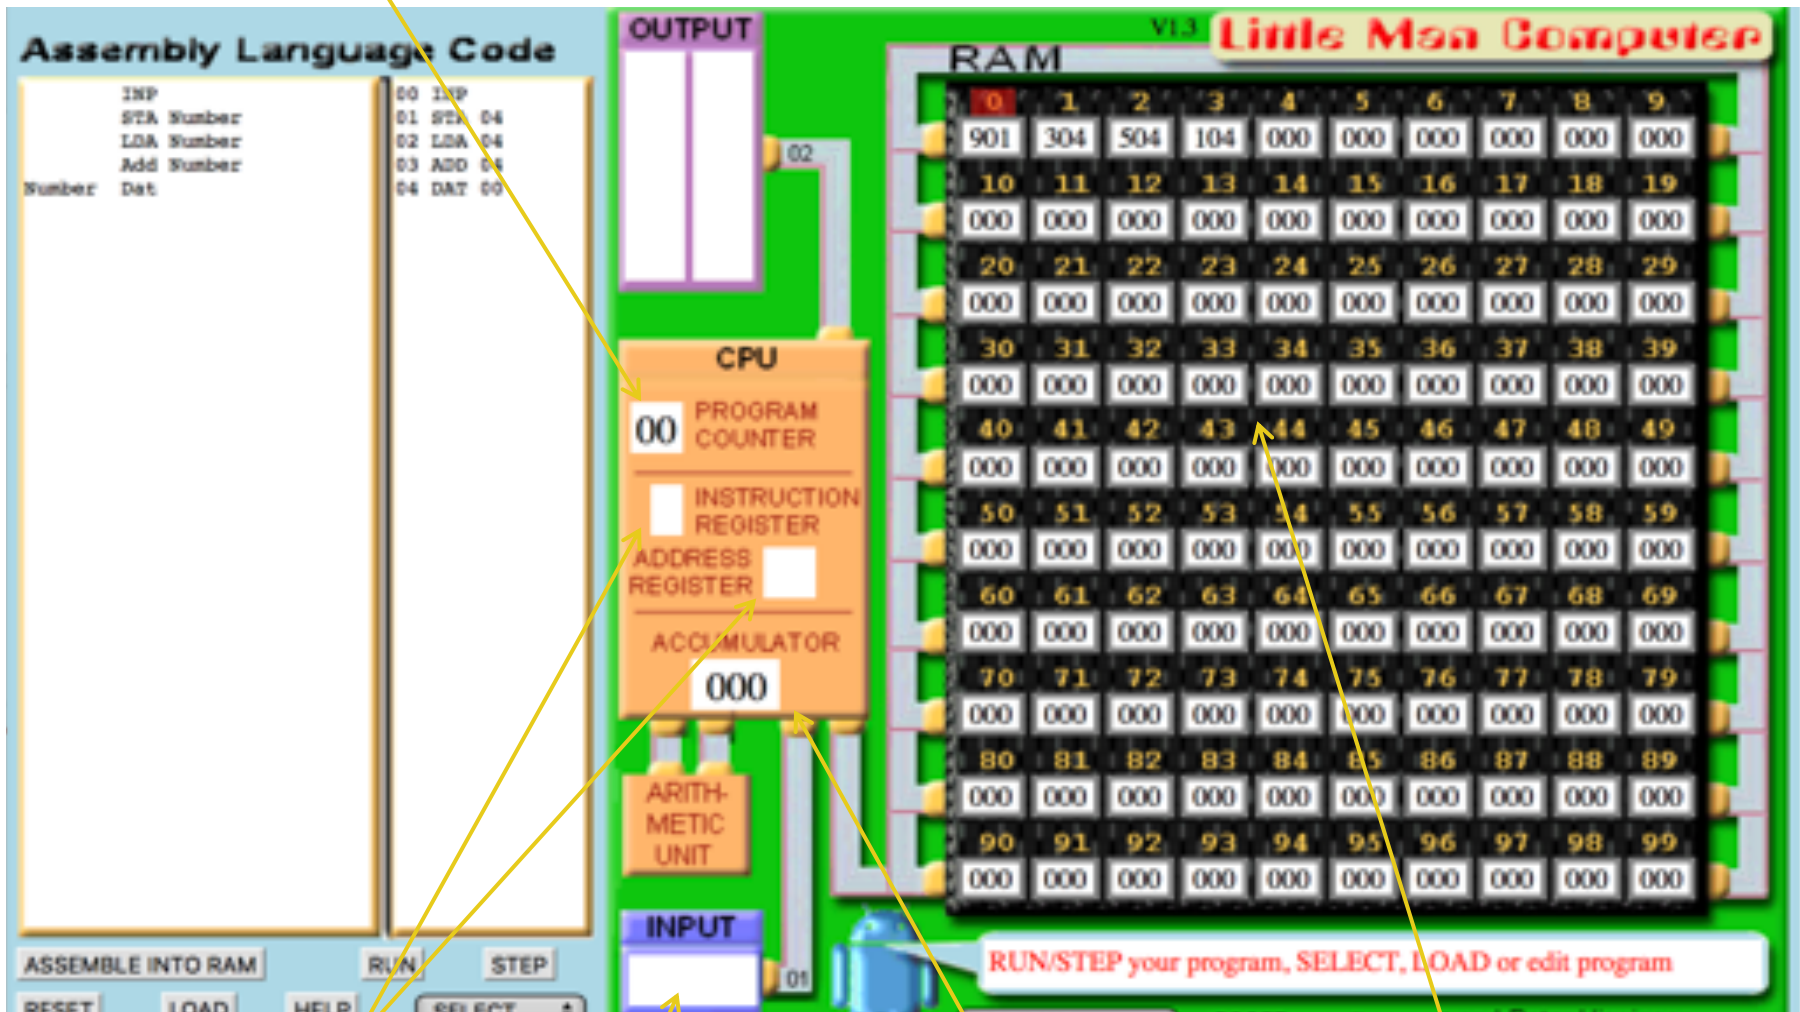 Assembly Language Code
INP
STA Number
LDA Number
Add Number
Number Dat
00 INP
01 STA 04
02 LDA 04
03 ADD 04
04 DAT 00
ASSEMBLE INTO RAM
RUN
STEP
RESET
LOAD
HELP
SELECT
OUTPUT
02
CPU
00
PROGRAM
COUNTER
INSTRUCTION
REGISTER
ADDRESS
REGISTER
ACCUMULATOR
000
ARITH-
METIC
UNIT
INPUT
01
V1.3
Little Man Computer
RAM
0 1 2 3 4 5 6 7 8 9
901 304 504 104 000 000 000 000 000 000
10 11 12 13 14 15 16 17 18 19
000 000 000 000 000 000 000 000 000 000
20 21 22 23 24 25 26 27 28 29
000 000 000 000 000 000 000 000 000 000
30 31 32 33 34 35 36 37 38 39
000 000 000 000 000 000 000 000 000 000
40 41 42 43 44 45 46 47 48 49
000 000 000 000 000 000 000 000 000 000
50 51 52 53 54 55 56 57 58 59
000 000 000 000 000 000 000 000 000 000
60 61 62 63 64 65 66 67 68 69
000 000 000 000 000 000 000 000 000 000
70 71 72 73 74 75 76 77 78 79
000 000 000 000 000 000 000 000 000 000
80 81 82 83 84 85 86 87 88 89
000 000 000 000 000 000 000 000 000 000
90 91 92 93 94 95 96 97 98 99
000 000 000 000 000 000 000 000 000 000
RUN/STEP your program, SELECT, LOAD or edit program